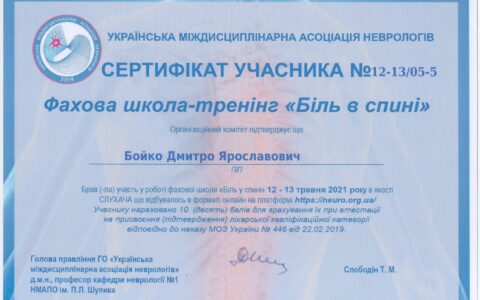 УКРАЇНСЬКА МІЖДИСЦИПЛІНАРНА АСОЦІАЦІЯ НЕВРОЛОГІВ
СЕРТИФІКАТ УЧАСНИКА №12-13/05-5
Фахова школа-тренінг «Біль в спині»
Організаційний комітет підтверджує що
Бойко Дмитро Ярославович
ПІП
Брав (-ла) участь у роботі фахової школи «Біль у спині» 12 - 13 травня 2021 року в якості
СЛУХАЧА що відбувалось в форматі онлайн на платформі https://neuro.org.ua/
Учаснику нараховано 10 (десять) балів для врахування їх при атестації
на присвоєння (підтвердження) лікарської кваліфікаційної категорії
відповідно до наказу МОЗ України № 446 від 22.02.2019.
Голова правління ГО «Українська
міждисциплінарна асоціація неврологів»
д.м.н., професор кафедри неврології №1
НМАПО ім. П.Л. Шупика
Слободін Т. М.
2019